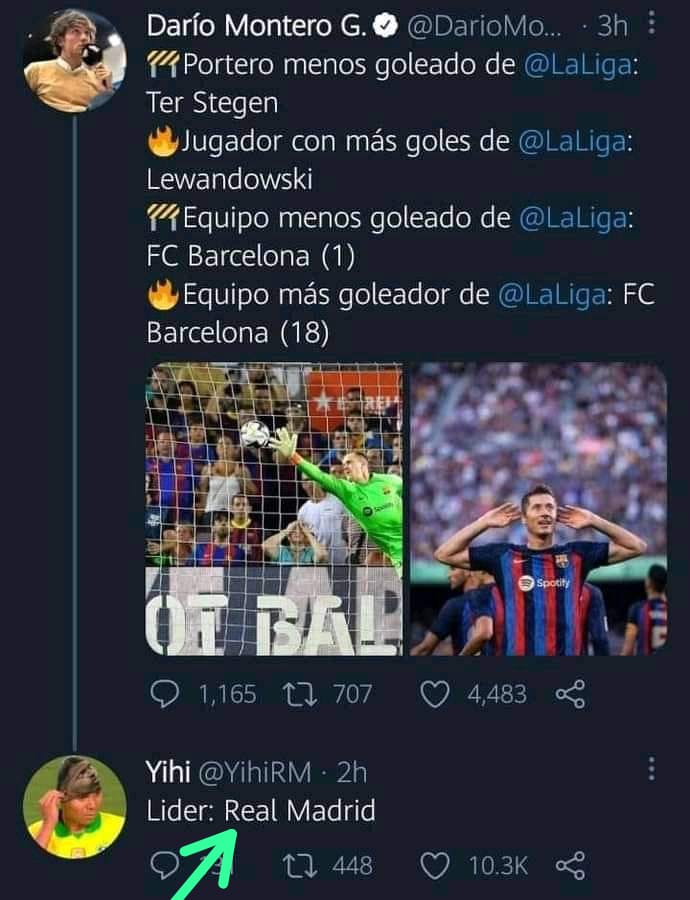 Darío Montero G. @DarioMo... · 3h
Portero menos goleado de @LaLiga:
Ter Stegen
Jugador con más goles de @LaLiga:
Lewandowski
Equipo menos goleado de @LaLiga:
FC Barcelona (1)
Equipo más goleador de @LaLiga: FC
Barcelona (18)
OT BAL
Spotify
Spotify
1,165 707 4,483
Yihi @YihiRM · 2h
Lider: Real Madrid
448 10.3K